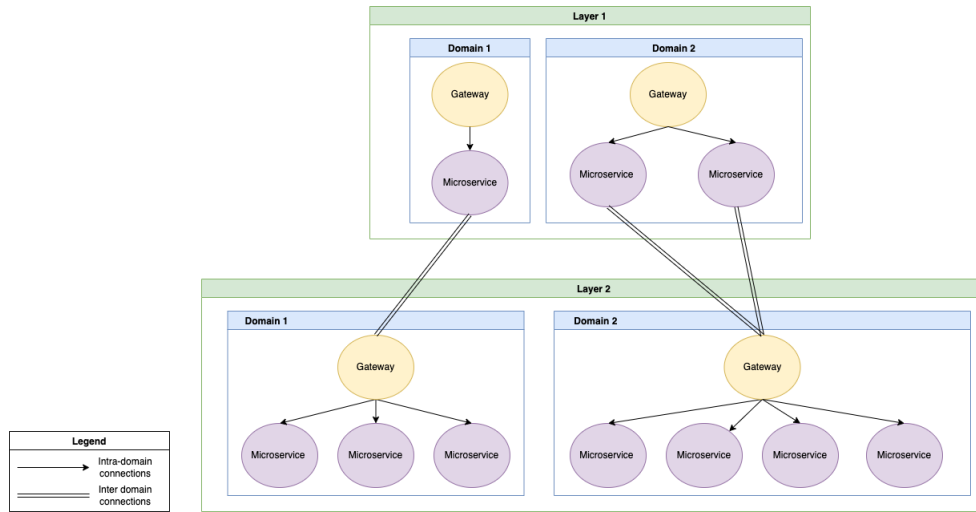 Layer 1
Domain 1
Domain 2
Gateway
Gateway
Microservice
Microservice
Microservice
Layer 2
Domain 1
Domain 2
Gateway
Gateway
Microservice
Microservice
Microservice
Microservice
Microservice
Microservice
Microservice
Legend
Intra-domain
connections
Inter domain
connections